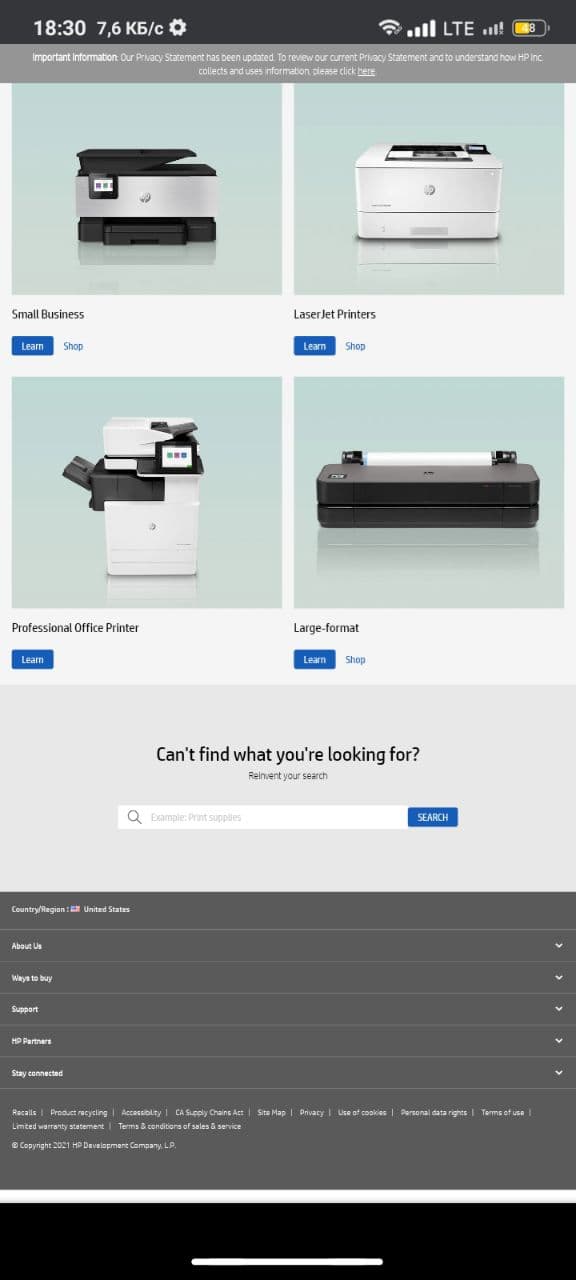 18:30 7,6 КБ/с LTE 48
Important Information: Our Privacy Statement has been updated. To review our current Privacy Statement and to understand how HP Inc.
collects and uses information, please click here.
Small Business
Learn Shop
LaserJet Printers
Learn Shop
Professional Office Printer
Learn
Large-format
Learn Shop
Can't find what you're looking for?
Reinvent your search
Example: Print supplies SEARCH
Country/Region : United States
About Us
Ways to buy
Support
HP Partners
Stay connected
Recalls | Product recycling | Accessibility | CA Supply Chains Act | Site Map | Privacy | Use of cookies | Personal data rights | Terms of use |
Limited warranty statement | Terms & conditions of sales & service
© Copyright 2021 HP Development Company, L.P.